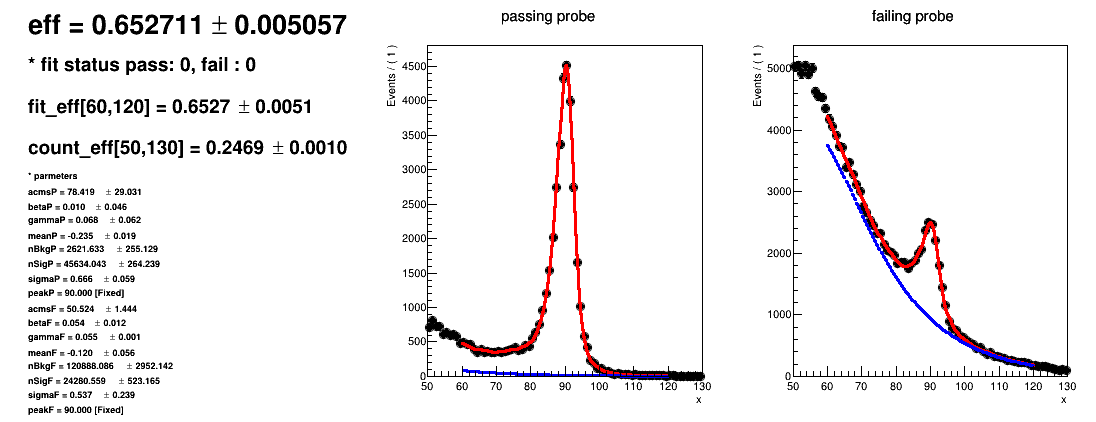 eff = 0.652711 ± 0.005057
* fit status pass: 0, fail : 0
fit_eff[60,120] = 0.6527 ± 0.0051
count_eff[50,130] = 0.2469 ± 0.0010
* parmeters
acmsP = 78.419 ± 29.031
betaP = 0.010 ± 0.046
gammaP = 0.068 ± 0.062
meanP = -0.235 ± 0.019
nBkgP = 2621.633 ± 255.129
nSigP = 45634.043 ± 264.239
sigmaP = 0.666 ± 0.059
peakP = 90.000 [Fixed]
acmsF = 50.524 ± 1.444
betaF = 0.054 ± 0.012
gammaF = 0.055 ± 0.001
meanF = -0.120 ± 0.056
nBkgF = 120888.086 ± 2952.142
nSigF = 24280.559 ± 523.165
sigmaF = 0.537 ± 0.239
peakF = 90.000 [Fixed]
passing probe
Events / ( 1 )
4500
4000
3500
3000
2500
2000
1500
1000
500
0
50 60 70 80 90 100 110 120 130
x
failing probe
Events / ( 1 )
5000
4000
3000
2000
1000
0
50 60 70 80 90 100 110 120 130
x